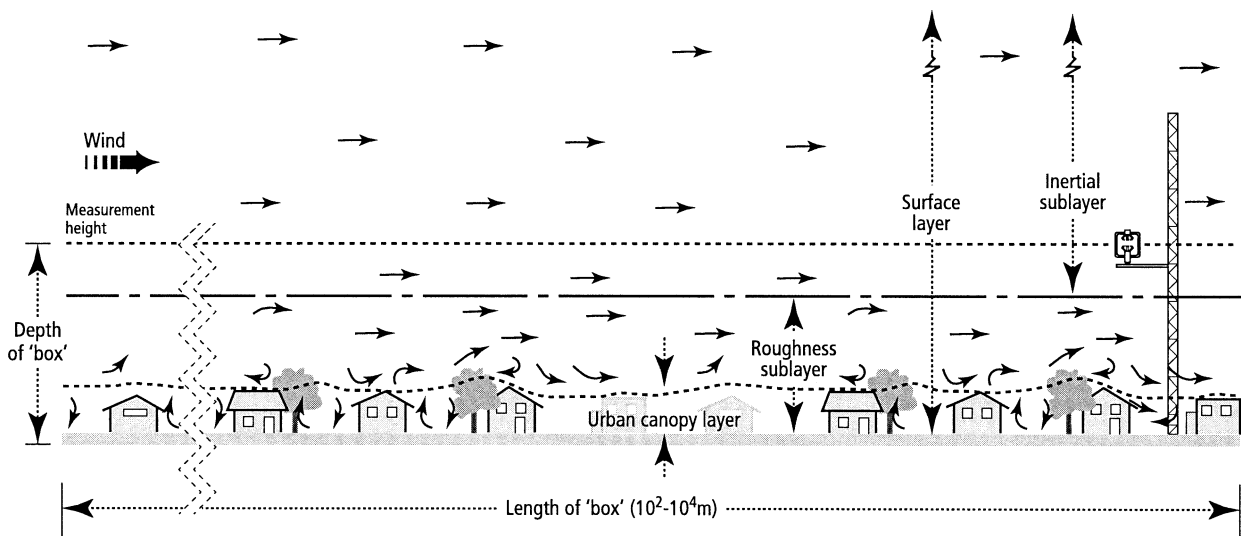 Wind
Measurement
height
Surface
layer
Inertial
sublayer
Depth
of 'box'
Roughness
sublayer
Urban canopy layer
Length of 'box' (10²-10⁴m)